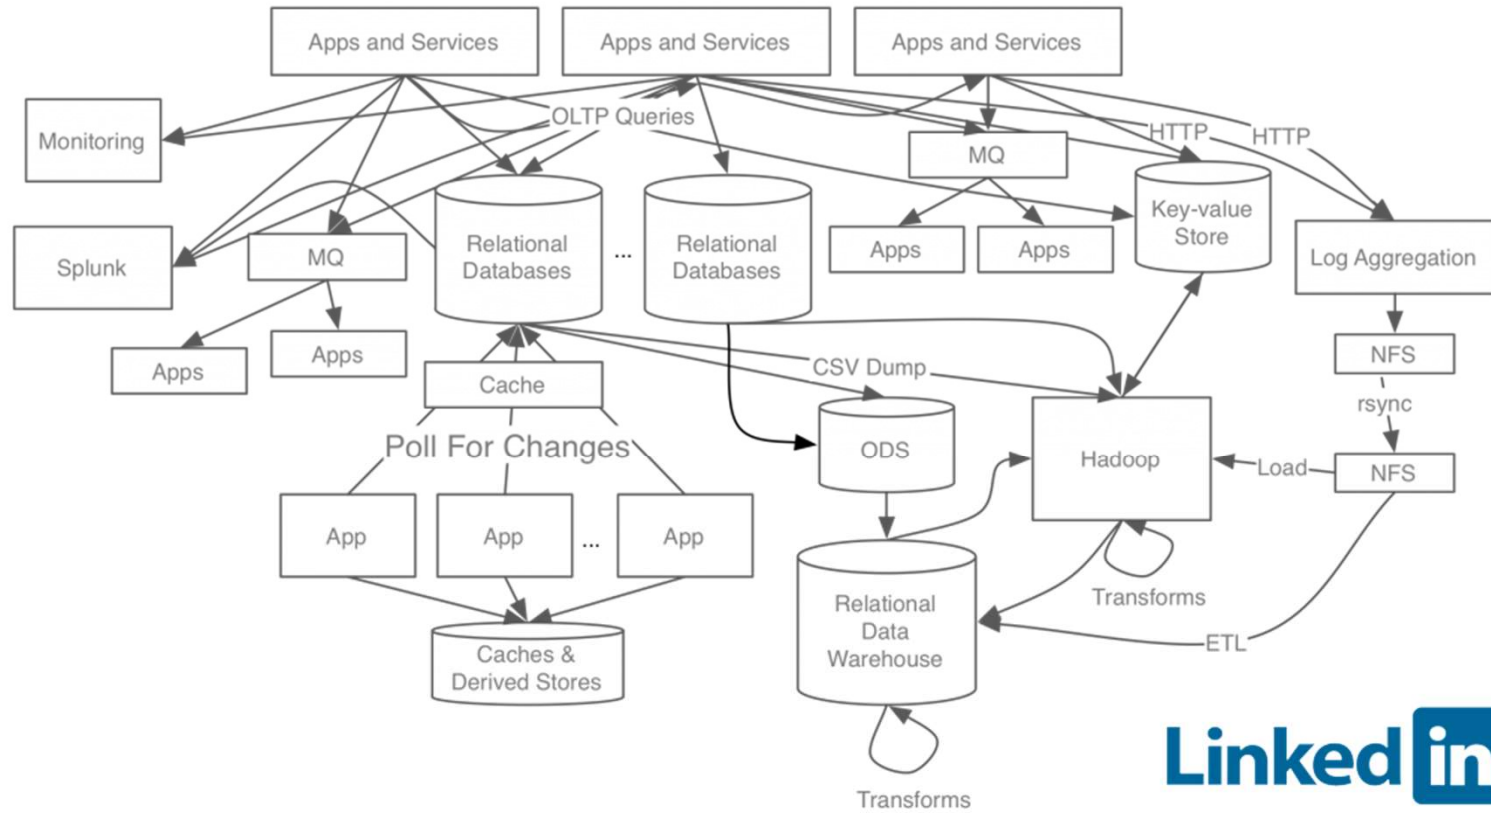 Apps and Services
Apps and Services
Apps and Services
Monitoring
OLTP Queries
HTTP
HTTP
MQ
Splunk
MQ
Relational
Databases
...
Relational
Databases
Apps
Apps
Key-value
Store
Log Aggregation
Apps
Apps
Cache
CSV Dump
NFS
rsync
Poll For Changes
ODS
Hadoop
Load
NFS
App
App
...
App
Transforms
Relational
Data
Warehouse
ETL
Caches &
Derived Stores
Transforms
Linked in